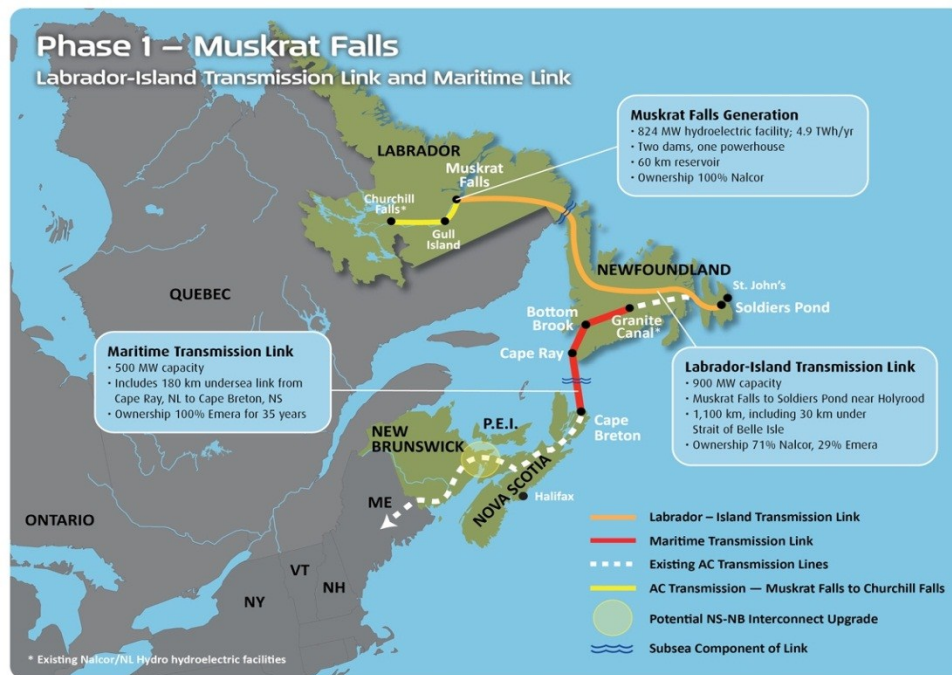 Phase 1 – Muskrat Falls
Labrador-Island Transmission Link and Maritime Link
Muskrat Falls Generation
• 824 MW hydroelectric facility; 4.9 TWh/yr
• Two dams, one powerhouse
• 60 km reservoir
• Ownership 100% Nalcor
LABRADOR
Muskrat
Falls
Churchill
Falls*
Gull
Island
QUEBEC
NEWFOUNDLAND
St. John's
Soldiers Pond
Bottom
Brook
Granite
Canal*
Cape Ray
Maritime Transmission Link
• 500 MW capacity
• Includes 180 km undersea link from
Cape Ray, NL to Cape Breton, NS
• Ownership 100% Emera for 35 years
Labrador-Island Transmission Link
• 900 MW capacity
• Muskrat Falls to Soldiers Pond near Holyrood
• 1,100 km, including 30 km under
• Strait of Belle Isle
• Ownership 71% Nalcor, 29% Emera
Cape
Breton
P.E.I.
NEW
BRUNSWICK
NOVA SCOTIA
Halifax
ME
ONTARIO
VT
NH
NY
Labrador – Island Transmission Link
Maritime Transmission Link
Existing AC Transmission Lines
AC Transmission — Muskrat Falls to Churchill Falls
Potential NS-NB Interconnect Upgrade
Subsea Component of Link
* Existing Nalcor/NL Hydro hydroelectric facilities